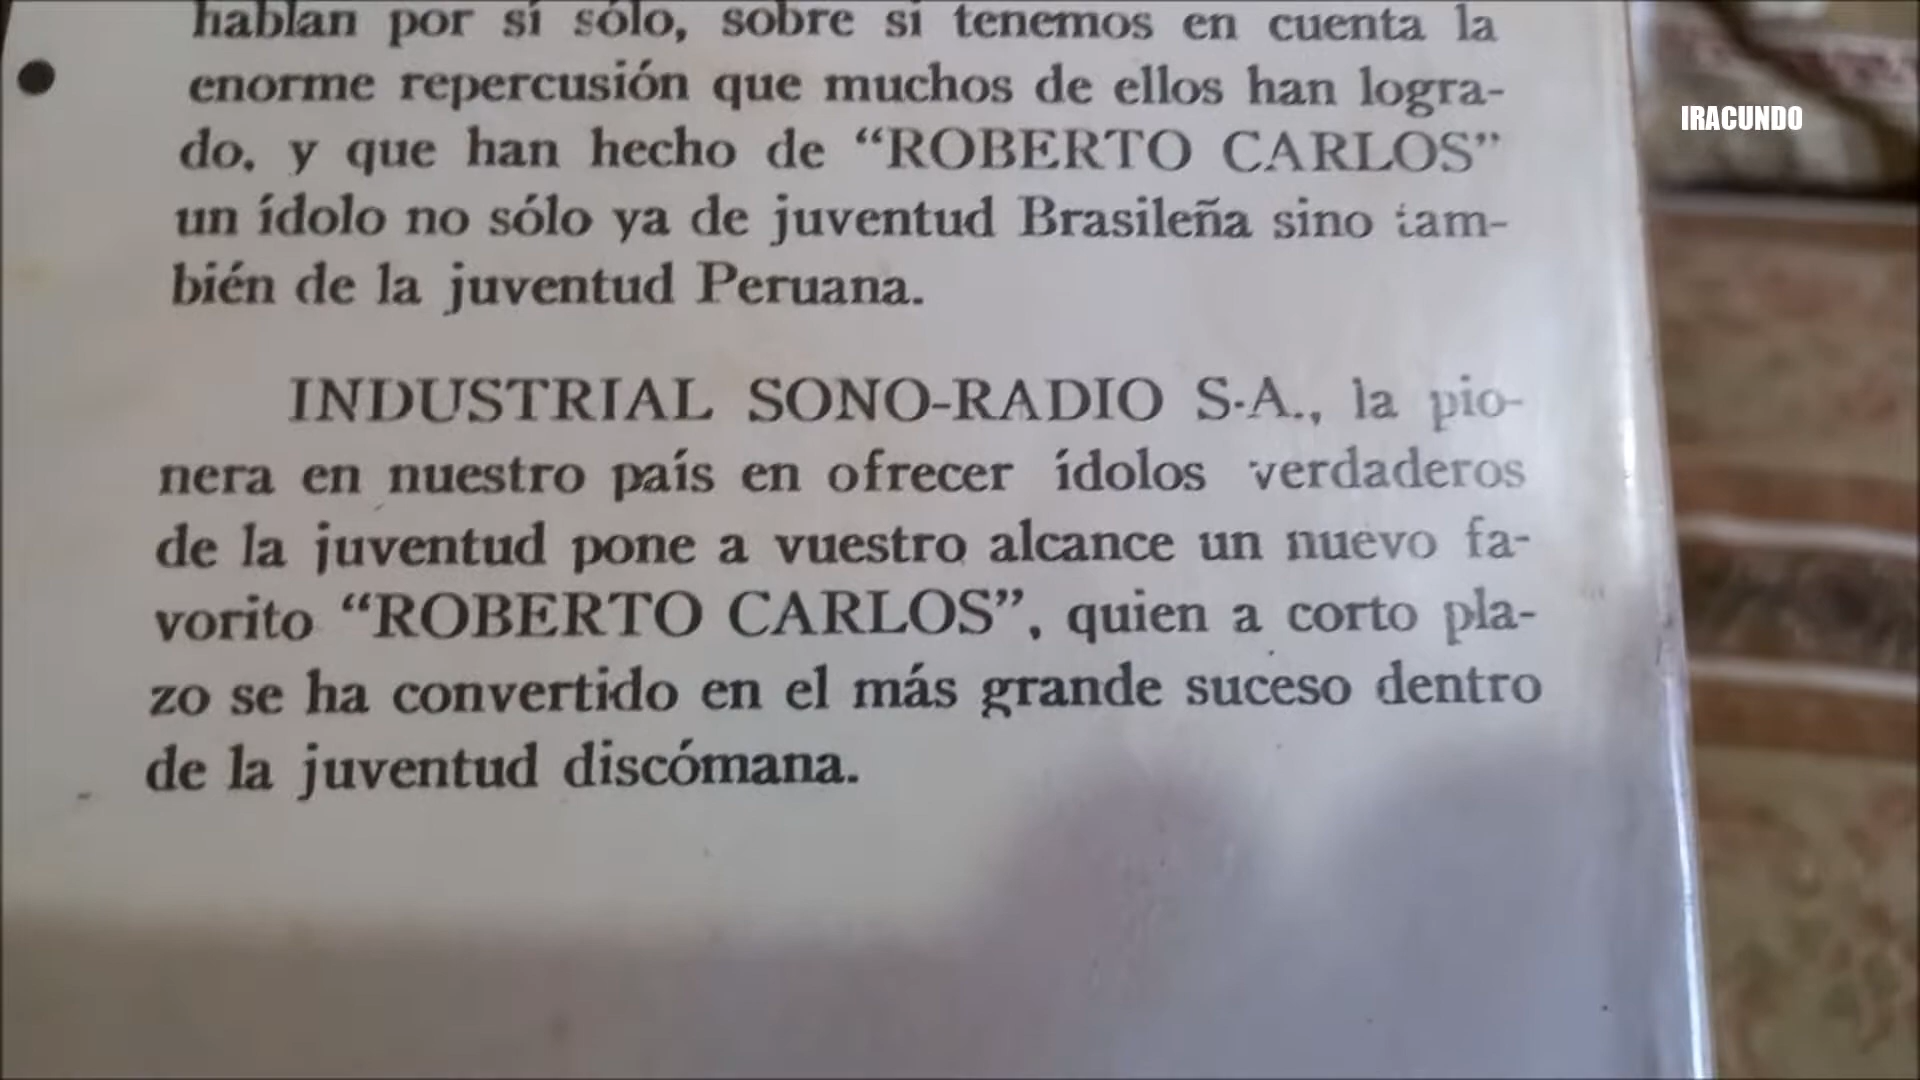 hablan por sí sólo, sobre si tenemos en cuenta la
enorme repercusión que muchos de ellos han logra-
do, y que han hecho de “ROBERTO CARLOS”
un ídolo no sólo ya de juventud Brasileña sino tam-
bién de la juventud Peruana.
INDUSTRIAL SONO-RADIO S.A., la pio-
nera en nuestro país en ofrecer ídolos verdaderos
de la juventud pone a vuestro alcance un nuevo fa-
vorito “ROBERTO CARLOS”, quien a corto pla-
zo se ha convertido en el más grande suceso dentro
de la juventud discómana.
IRACUNDO